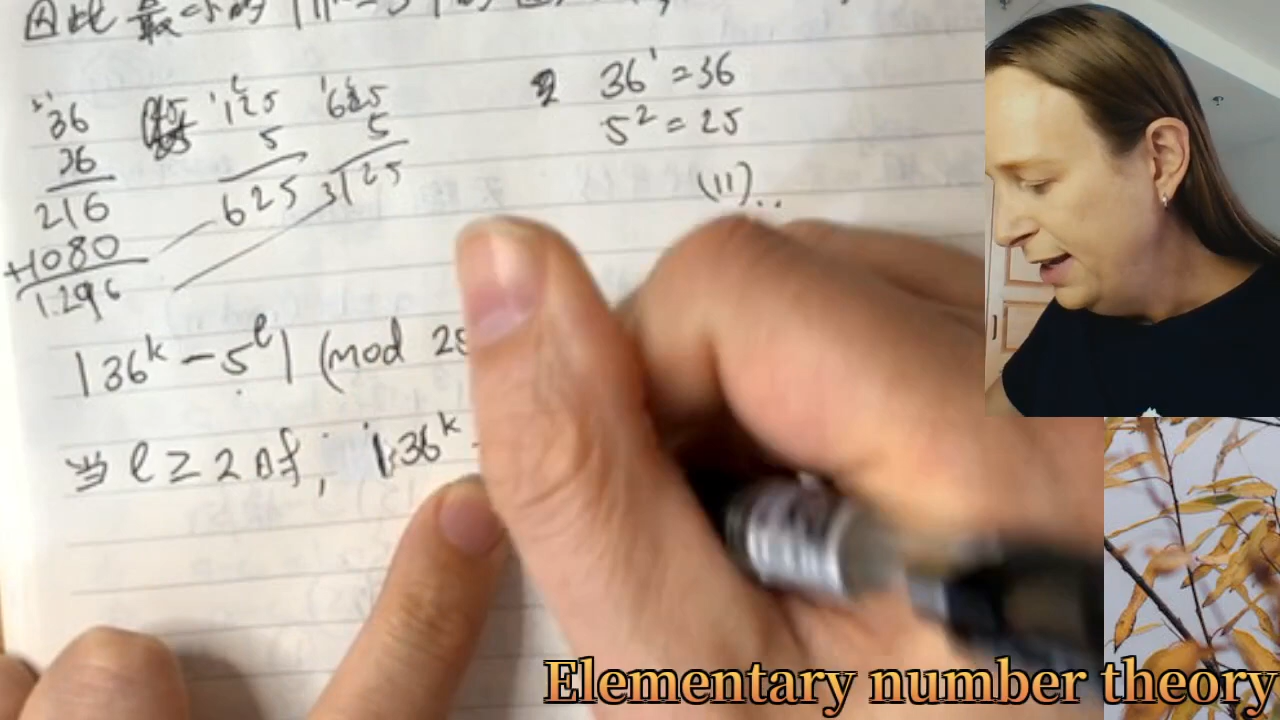 因此最小的
36
36
216
+1080
1296
125
5
625
625
5
3125
36¹ = 36
5² = 25
(11)..
|36ᵏ - 5ˡ| (mod 25
当 l ≥ 2 时, |36ᵏ
Elementary number theory